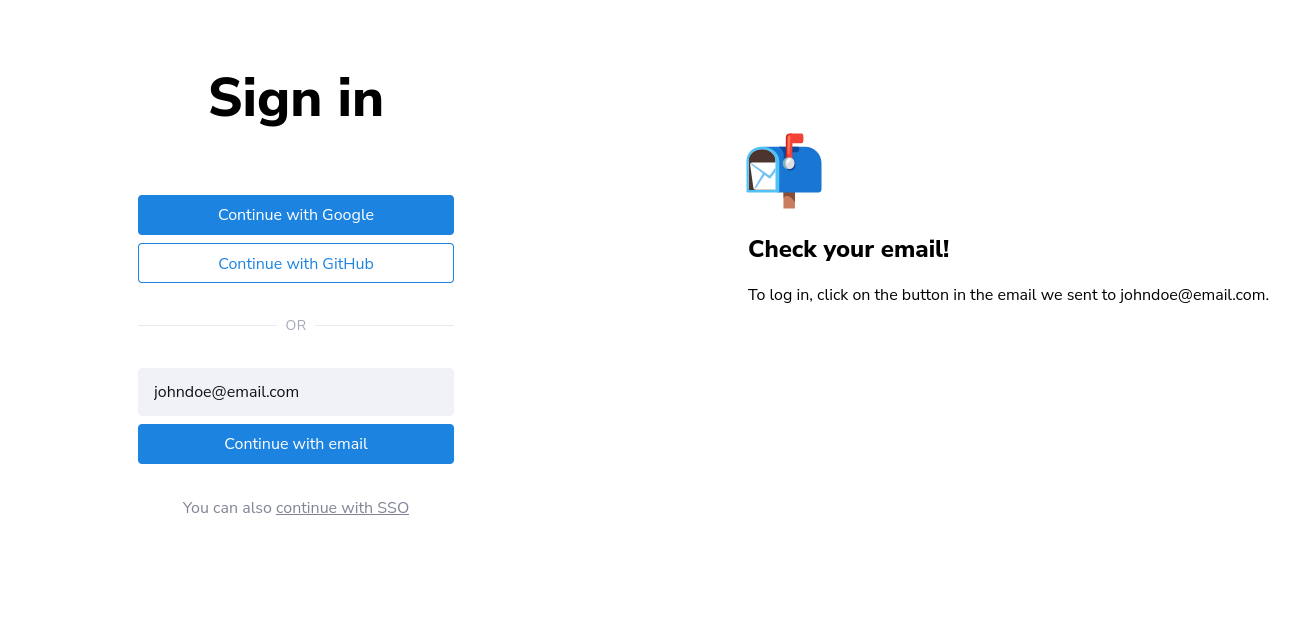 Sign in
Continue with Google
Continue with GitHub
OR
johndoe@email.com
Continue with email
You can also continue with SSO
Check your email!
To log in, click on the button in the email we sent to johndoe@email.com.